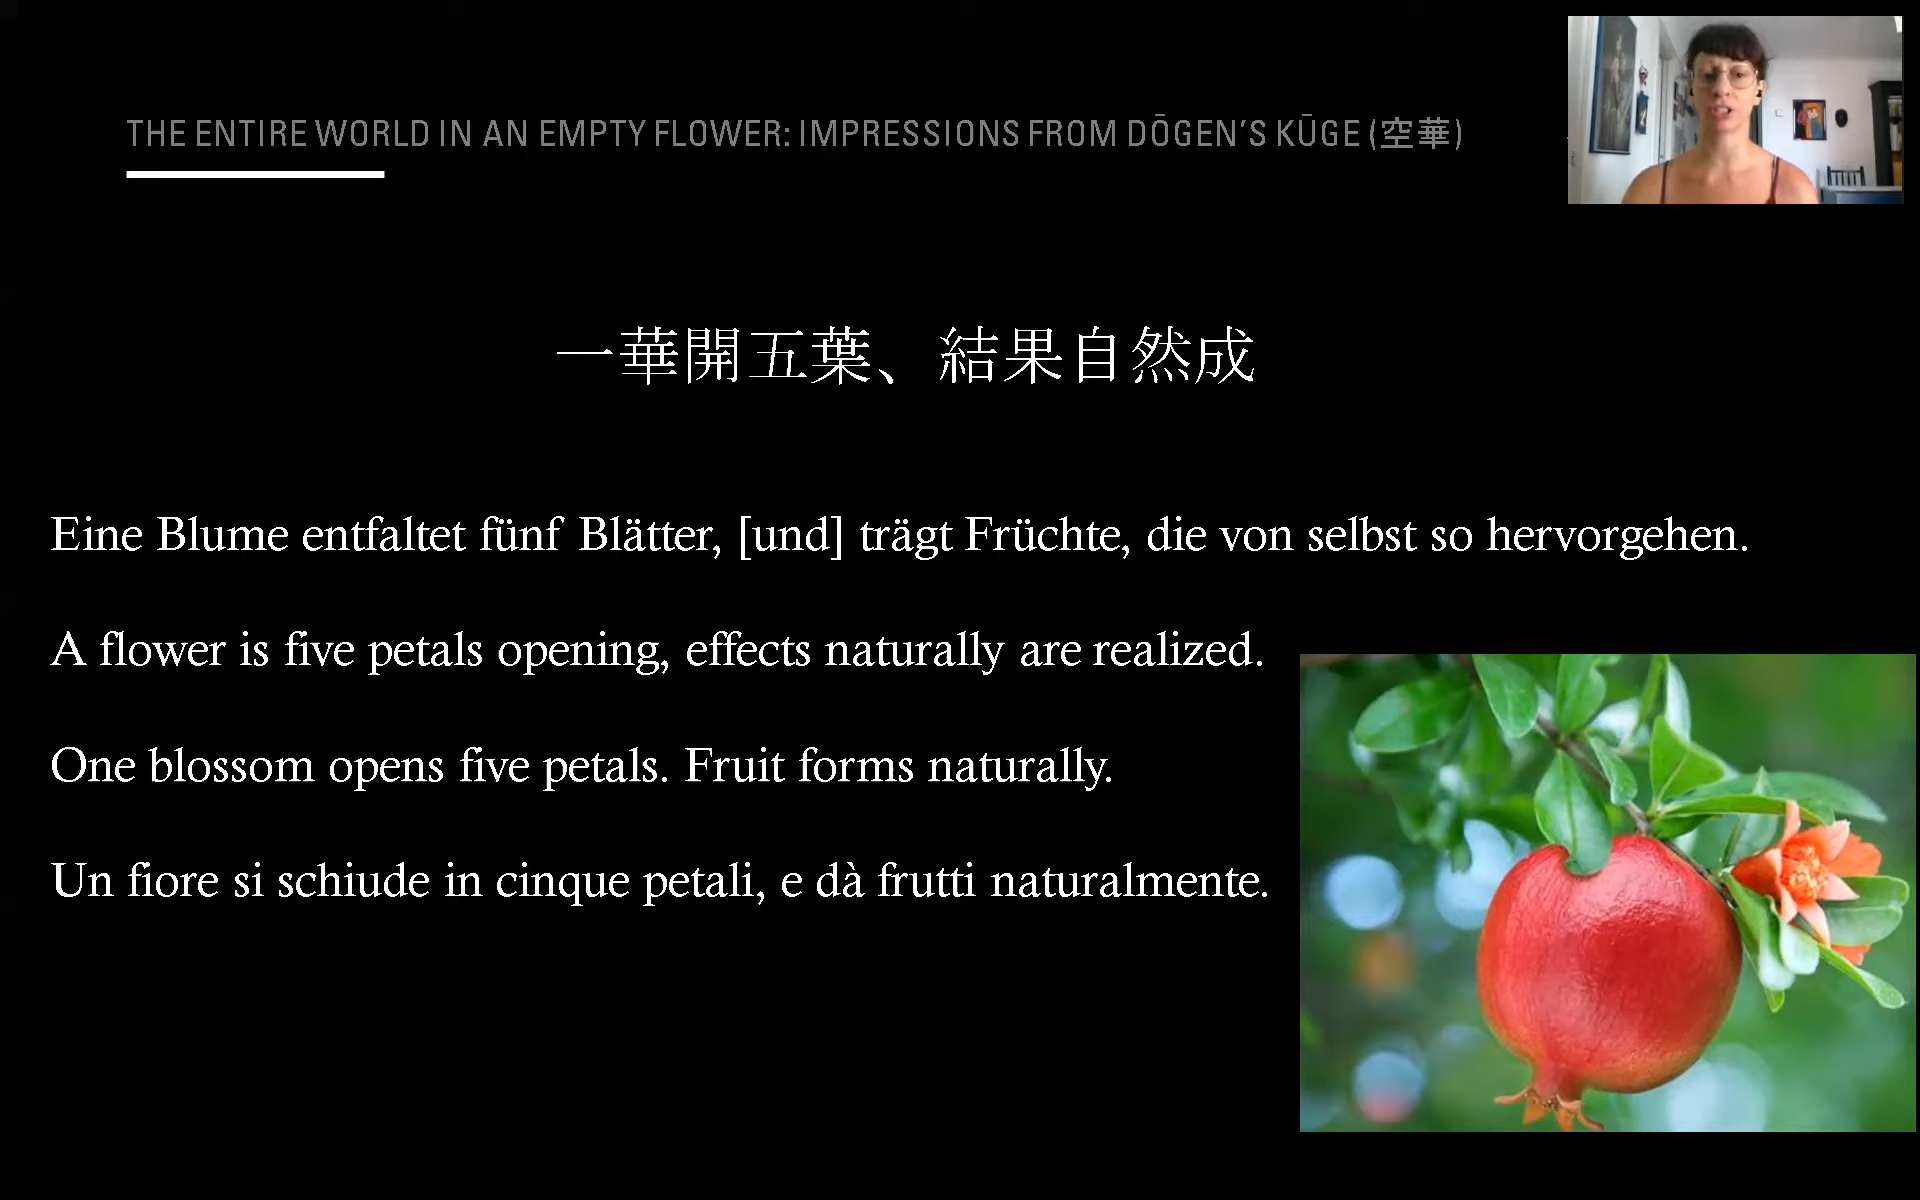 THE ENTIRE WORLD IN AN EMPTY FLOWER: IMPRESSIONS FROM DŌGEN'S KŪGE (空華)
一華開五葉、結果自然成
Eine Blume entfaltet fünf Blätter, [und] trägt Früchte, die von selbst so hervorgehen.
A flower is five petals opening, effects naturally are realized.
One blossom opens five petals. Fruit forms naturally.
Un fiore si schiude in cinque petali, e dà frutti naturalmente.